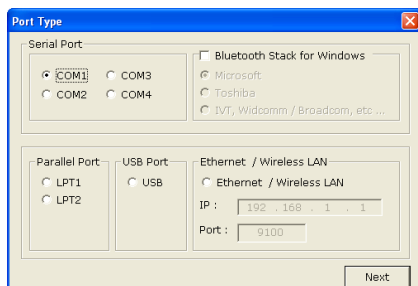 Port Type
Serial Port
COM1
COM3
COM2
COM4
Bluetooth Stack for Windows
Microsoft
Toshiba
IVT, Widcomm / Broadcom, etc ...
Parallel Port
LPT1
LPT2
USB Port
USB
Ethernet / Wireless LAN
Ethernet / Wireless LAN
IP : 192 . 168 . 1 . 1
Port : 9100
Next